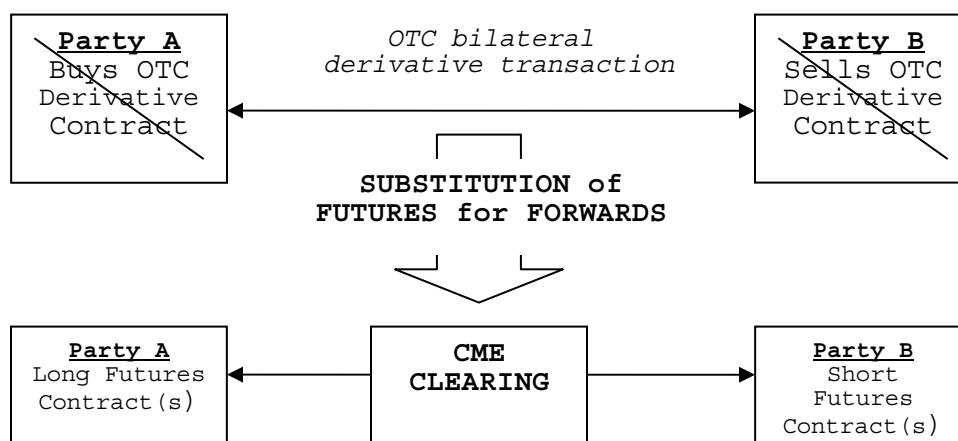 Party A
Buys OTC
Derivative
Contract
OTC bilateral
derivative transaction
Party B
Sells OTC
Derivative
Contract
SUBSTITUTION of
FUTURES for FORWARDS
Party A
Long Futures
Contract(s)
CME
CLEARING
Party B
Short
Futures
Contract(s)